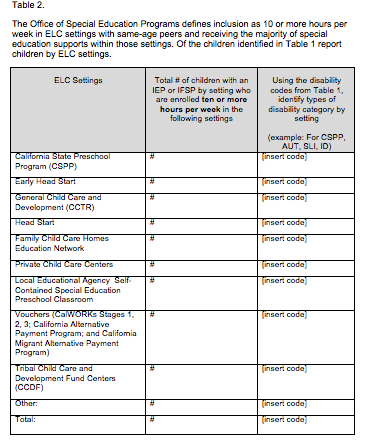 Table 2.
The Office of Special Education Programs defines inclusion as 10 or more hours per
week in ELC settings with same-age peers and receiving the majority of special
education supports within those settings. Of the children identified in Table 1 report
children by ELC settings.
ELC Settings
Total # of children with an
IEP or IFSP by setting who
are enrolled ten or more
hours per week in the
following settings
Using the disability
codes from Table 1,
identify types of
disability category by
setting
(example: For CSPP,
AUT, SLI, ID)
California State Preschool
Program (CSPP)
#
[insert code]
Early Head Start
#
[insert code]
General Child Care and
Development (CCTR)
#
[insert code]
Head Start
#
[insert code]
Family Child Care Homes
Education Network
#
[insert code]
Private Child Care Centers
#
[insert code]
Local Educational Agency Self-
Contained Special Education
Preschool Classroom
#
[insert code]
Vouchers (CalWORKs Stages 1,
2, 3; California Alternative
Payment Program; and California
Migrant Alternative Payment
Program)
#
[insert code]
Tribal Child Care and
Development Fund Centers
(CCDF)
#
[insert code]
Other:
#
[insert code]
Total:
#
[insert code]